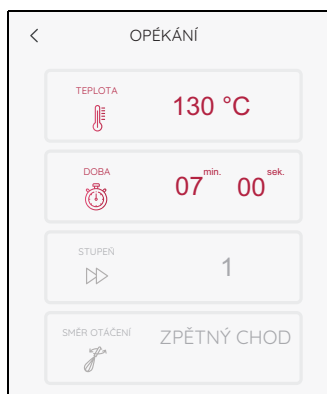 OPÉKÁNÍ
TEPLOTA
130 °C
DOBA
07 min. 00 sek.
STUPEŇ
1
SMĚR OTÁČENÍ
ZPĚTNÝ CHOD